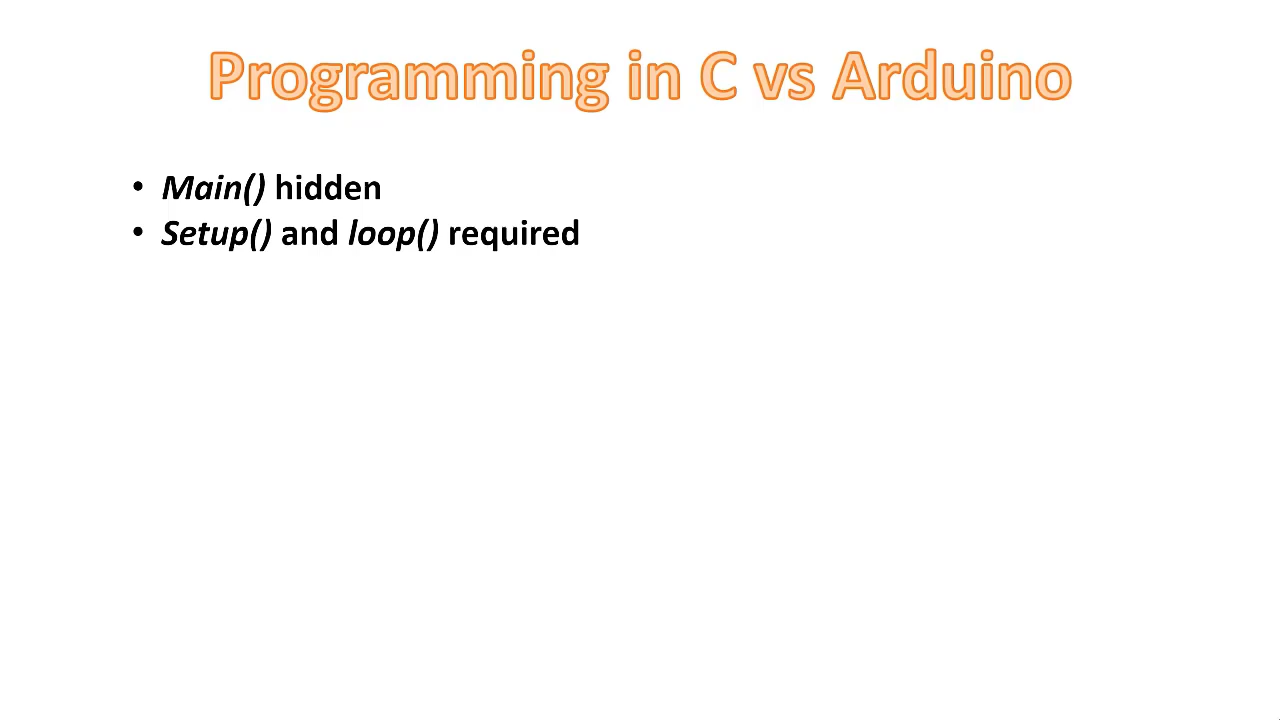 Programming in C vs Arduino
• Main() hidden
• Setup() and loop() required